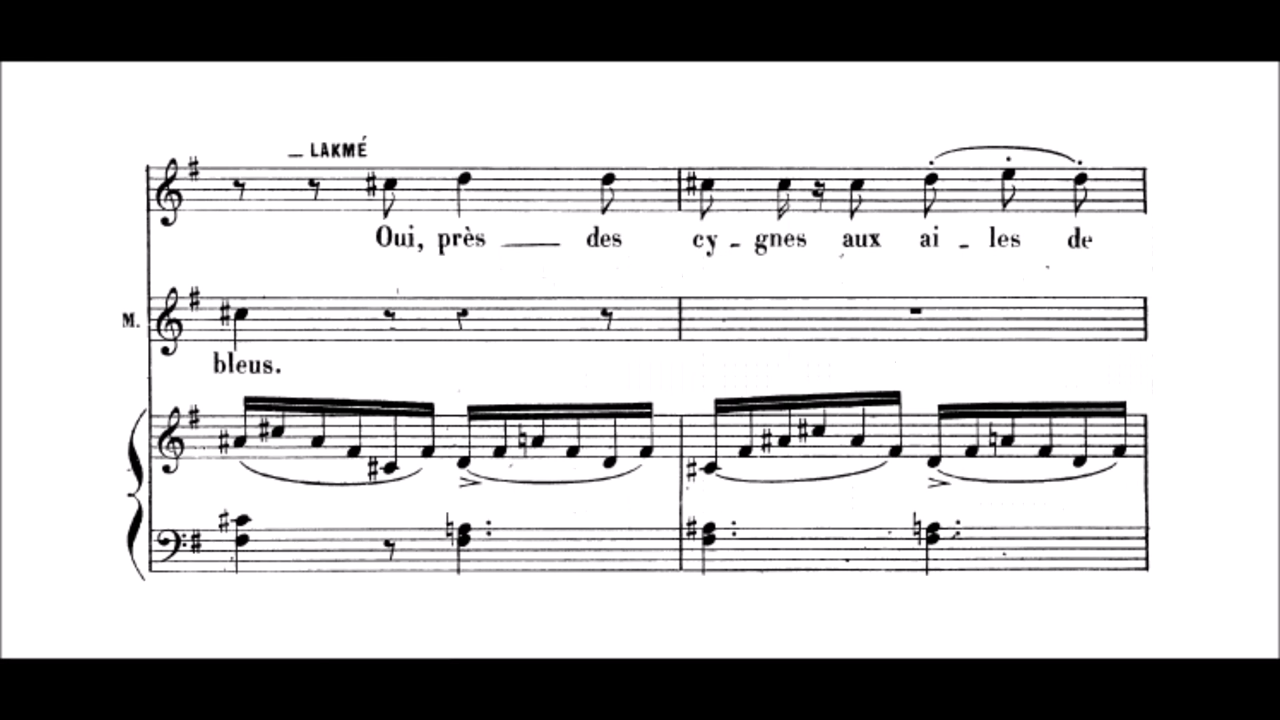 LAKMÉ
Oui, près des cy - gnes aux ai - les de
M.
bleus.